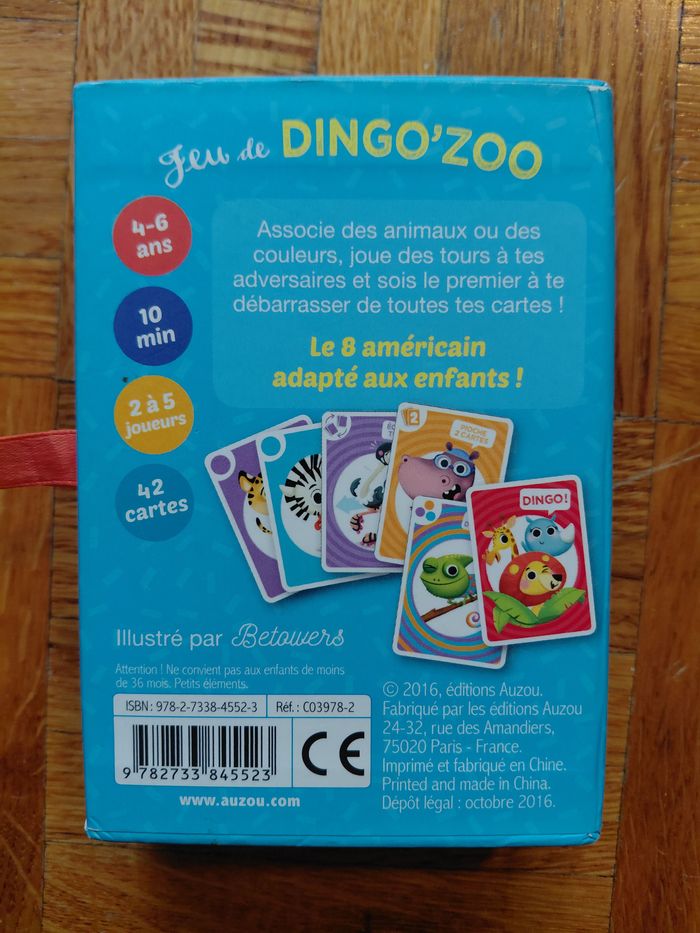 Jeu de DINGO'ZOO
4-6
ans
10
min
2 à 5
joueurs
42
cartes
Associe des animaux ou des
couleurs, joue des tours à tes
adversaires et sois le premier à te
débarrasser de toutes tes cartes !
Le 8 américain
adapté aux enfants !
2
PIOCHE
2 CARTES
DINGO !
Illustré par Betowers
Attention ! Ne convient pas aux enfants de moins
de 36 mois. Petits éléments.
ISBN : 978-2-7338-4552-3
Réf. : C03978-2
9 782733 845523
CE
www.auzou.com
© 2016, éditions Auzou.
Fabriqué par les éditions Auzou
24-32, rue des Amandiers,
75020 Paris - France.
Imprimé et fabriqué en Chine.
Printed and made in China.
Dépôt légal : octobre 2016.